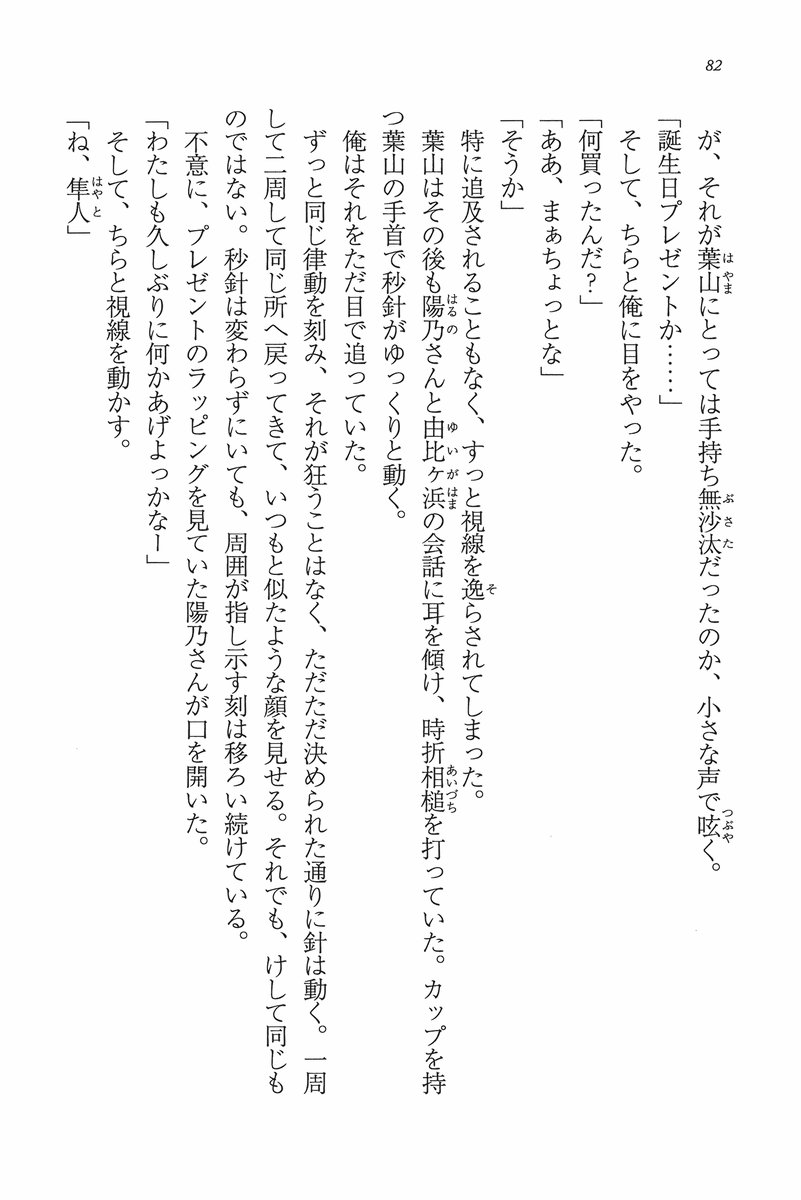 82
が、それが葉山にとっては手持ち無沙汰だったのか、小さな声で呟く。
「誕生日プレゼントか……」
そして、ちらと俺に目をやった。
「何買ったんだ？」
「ああ、まぁちょっとな」
「そうか」
特に追及されることもなく、すっと視線を逸らされてしまった。
葉山はその後も陽乃さんと由比ヶ浜の会話に耳を傾け、時折相槌を打っていた。カップを持
つ葉山の手首で秒針がゆっくりと動く。
俺はそれをただ目で追っていた。
ずっと同じ律動を刻み、それが狂うことはなく、ただただ決められた通りに針は動く。一周
して二周して同じ所へ戻ってきて、いつもと似たような顔を見せる。それでも、けして同じも
のではない。秒針は変わらずにいても、周囲が指し示す刻は移ろい続けている。
不意に、プレゼントのラッピングを見ていた陽乃さんが口を開いた。
「わたしも久しぶりに何かあげよっかなー」
そして、ちらと視線を動かす。
「ね、隼人」